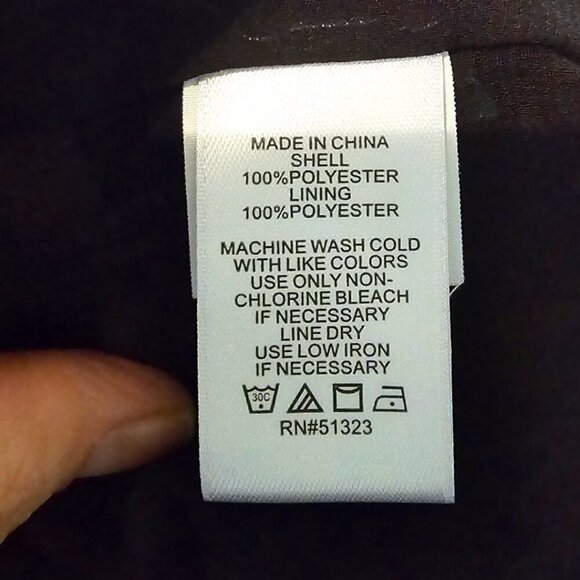 MADE IN CHINA
SHELL
100%POLYESTER
LINING
100%POLYESTER
MACHINE WASH COLD
WITH LIKE COLORS
USE ONLY NON-
CHLORINE BLEACH
IF NECESSARY
LINE DRY
USE LOW IRON
IF NECESSARY
30C
RN#51323